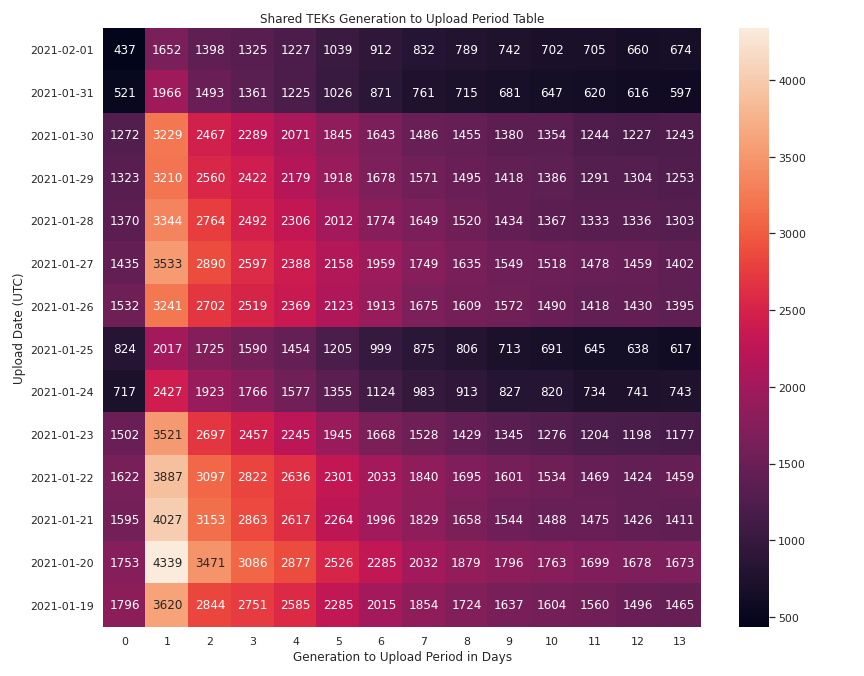 Shared TEKs Generation to Upload Period Table
2021-02-01 437 1652 1398 1325 1227 1039 912 832 789 742 702 705 660 674
2021-01-31 521 1966 1493 1361 1225 1026 871 761 715 681 647 620 616 597
2021-01-30 1272 3229 2467 2289 2071 1845 1643 1486 1455 1380 1354 1244 1227 1243
2021-01-29 1323 3210 2560 2422 2179 1918 1678 1571 1495 1418 1386 1291 1304 1253
2021-01-28 1370 3344 2764 2492 2306 2012 1774 1649 1520 1434 1367 1333 1336 1303
2021-01-27 1435 3533 2890 2597 2388 2158 1959 1749 1635 1549 1518 1478 1459 1402
2021-01-26 1532 3241 2702 2519 2369 2123 1913 1675 1609 1572 1490 1418 1430 1395
2021-01-25 824 2017 1725 1590 1454 1205 999 875 806 713 691 645 638 617
2021-01-24 717 2427 1923 1766 1577 1355 1124 983 913 827 820 734 741 743
2021-01-23 1502 3521 2697 2457 2245 1945 1668 1528 1429 1345 1276 1204 1198 1177
2021-01-22 1622 3887 3097 2822 2636 2301 2033 1840 1695 1601 1534 1469 1424 1459
2021-01-21 1595 4027 3153 2863 2617 2264 1996 1829 1658 1544 1488 1475 1426 1411
2021-01-20 1753 4339 3471 3086 2877 2526 2285 2032 1879 1796 1763 1699 1678 1673
2021-01-19 1796 3620 2844 2751 2585 2285 2015 1854 1724 1637 1604 1560 1496 1465
0 1 2 3 4 5 6 7 8 9 10 11 12 13
Generation to Upload Period in Days
Upload Date (UTC)
4000
3500
3000
2500
2000
1500
1000
500